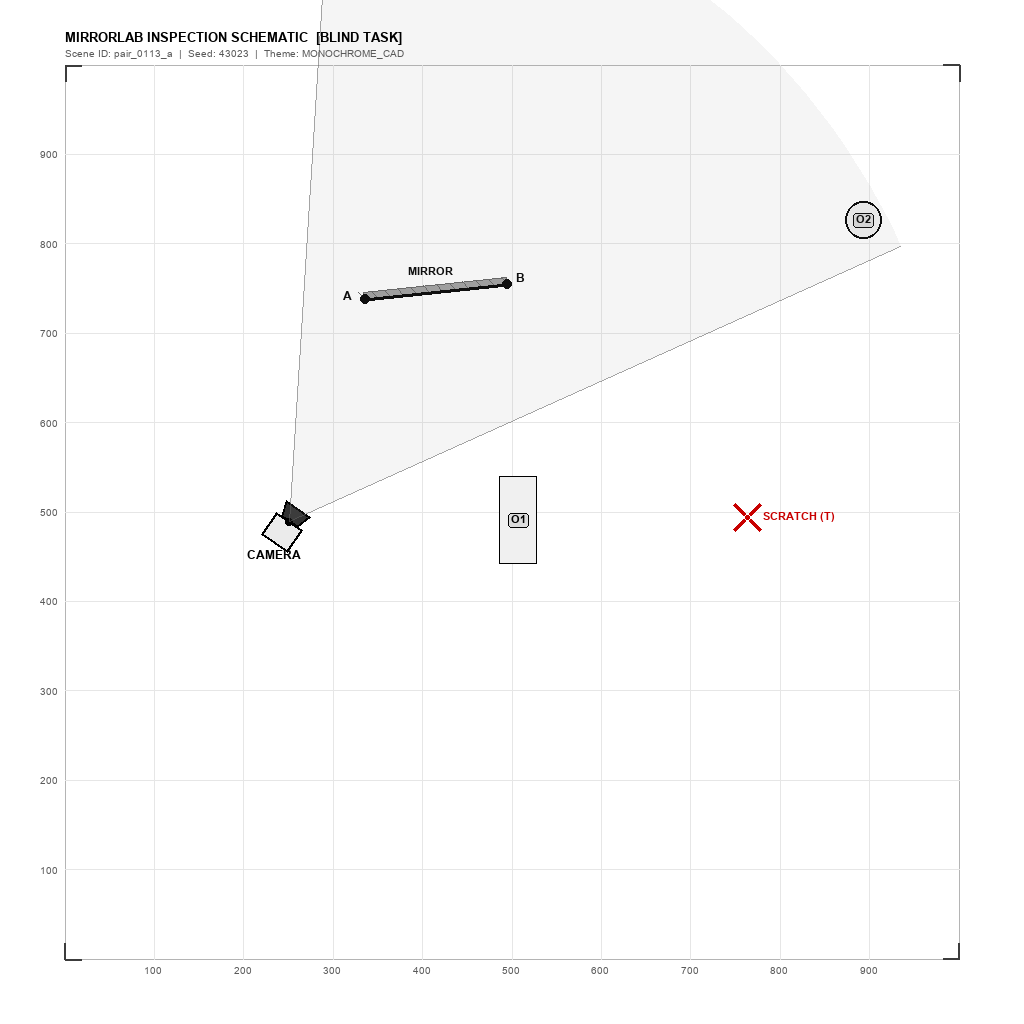 MIRRORLAB INSPECTION SCHEMATIC [BLIND TASK]
Scene ID: pair_0113_a | Seed: 43023 | Theme: MONOCHROME_CAD
900
O2
800
MIRROR
B
A
700
600
500
O1
SCRATCH (T)
CAMERA
400
300
200
100
100 200 300 400 500 600 700 800 900